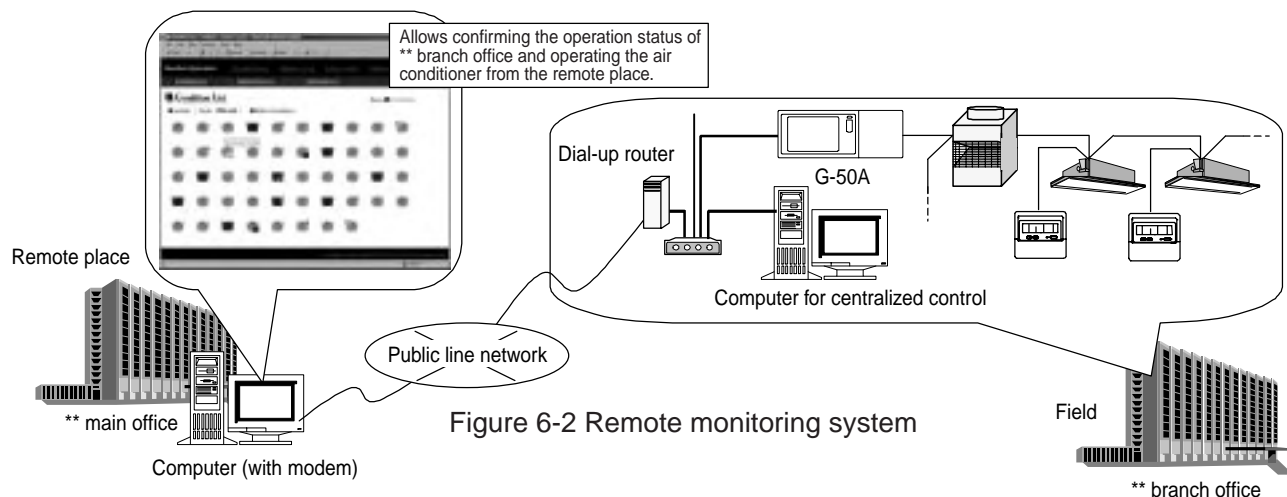 Allows confirming the operation status of
** branch office and operating the air
conditioner from the remote place.
Condition List
Dial-up router
G-50A
Remote place
Computer for centralized control
Public line network
** main office
Figure 6-2 Remote monitoring system
Field
Computer (with modem)
** branch office